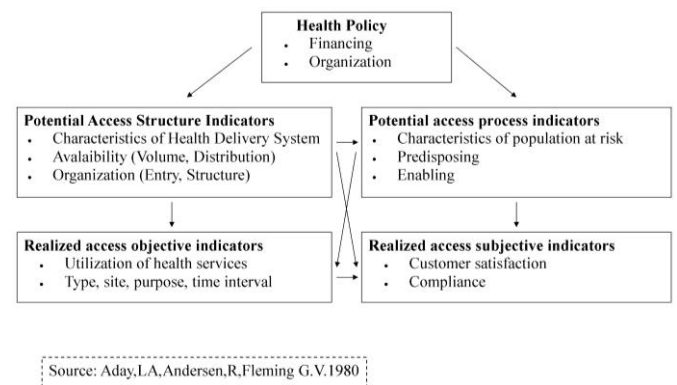 Health Policy
• Financing
• Organization
Potential Access Structure Indicators
• Characteristics of Health Delivery System
• Avalaibility (Volume, Distribution)
• Organization (Entry, Structure)
Potential access process indicators
• Characteristics of population at risk
• Predisposing
• Enabling
Realized access objective indicators
• Utilization of health services
• Type, site, purpose, time interval
Realized access subjective indicators
• Customer satisfaction
• Compliance
Source: Aday,LA,Andersen,R,Fleming G.V.1980